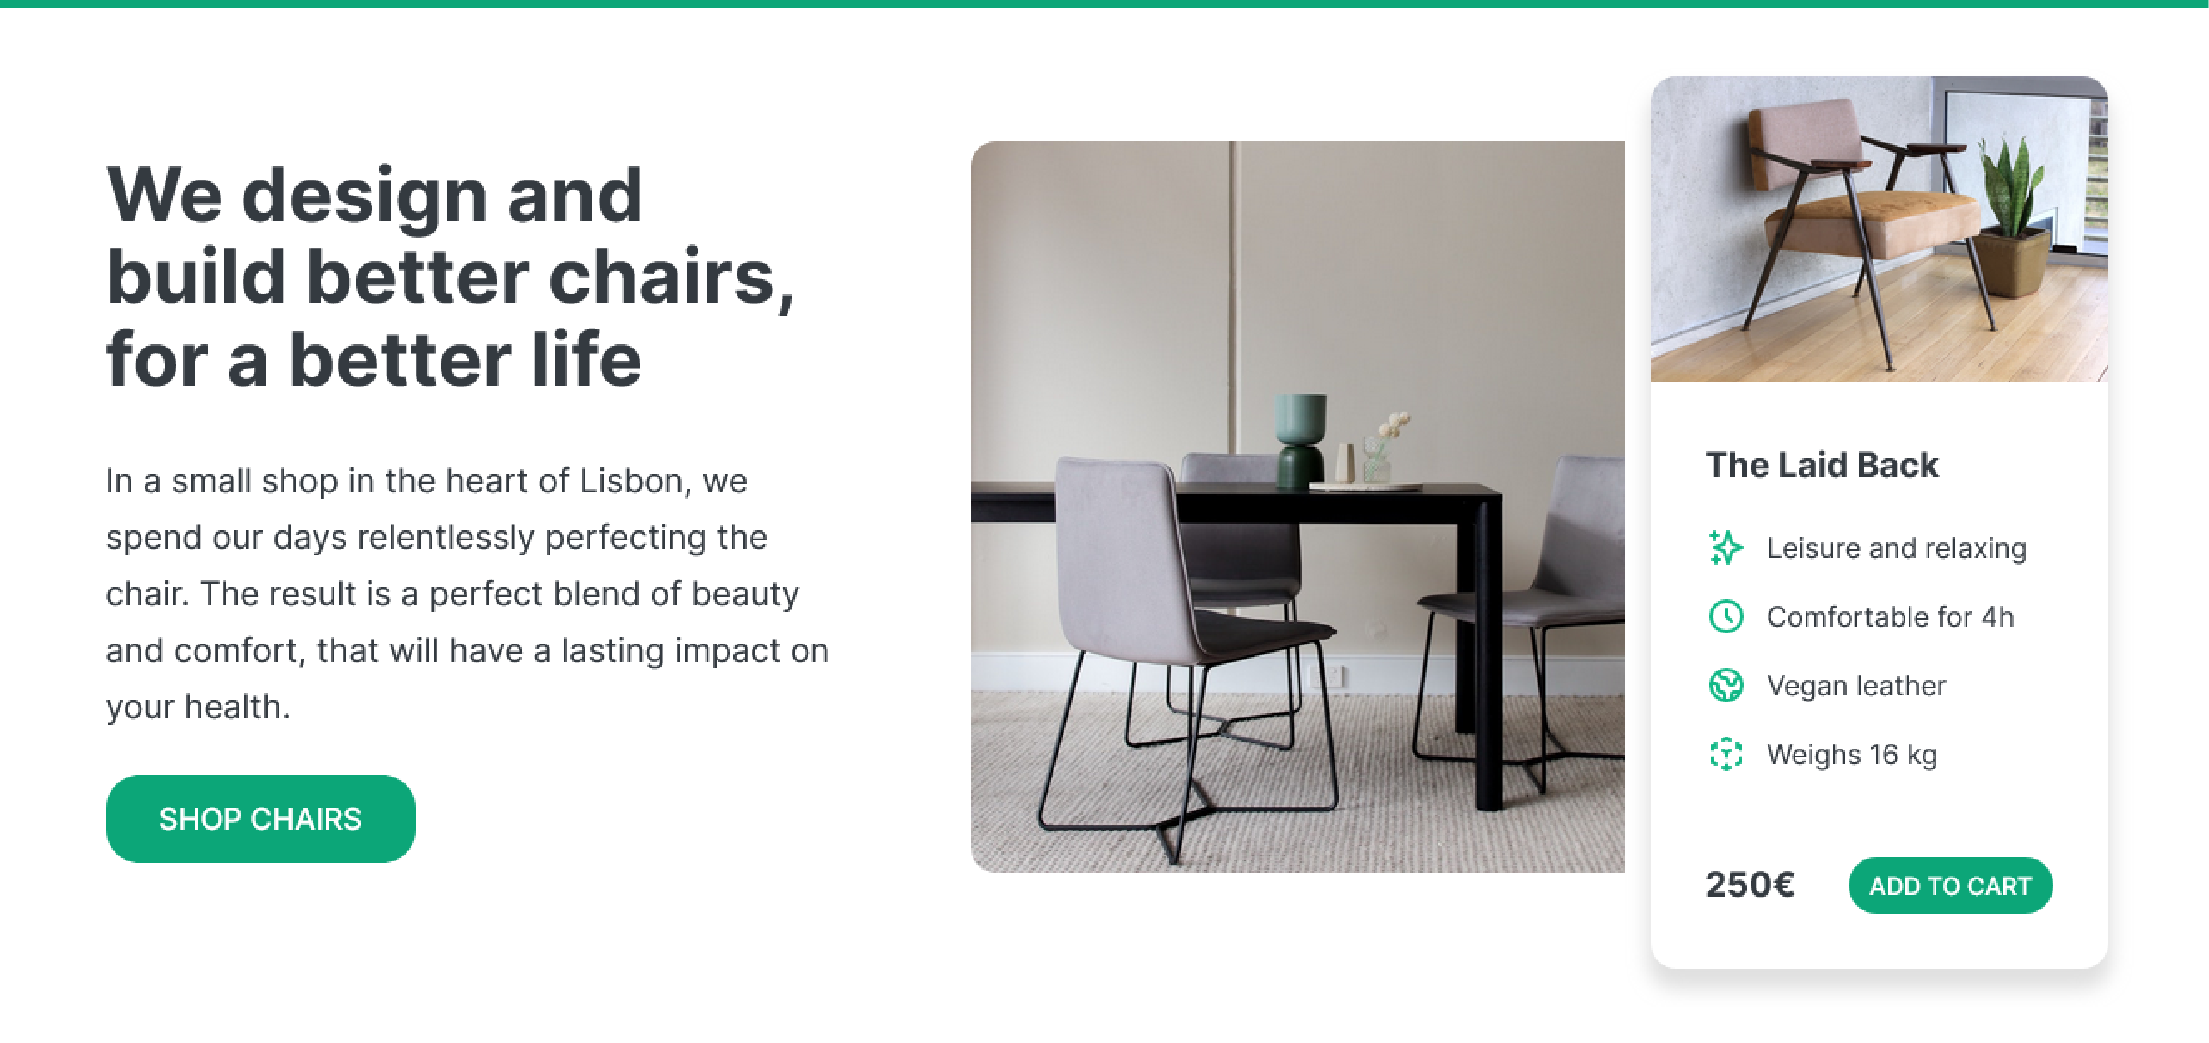 We design and
build better chairs,
for a better life
In a small shop in the heart of Lisbon, we
spend our days relentlessly perfecting the
chair. The result is a perfect blend of beauty
and comfort, that will have a lasting impact on
your health.
SHOP CHAIRS
The Laid Back
Leisure and relaxing
Comfortable for 4h
Vegan leather
Weighs 16 kg
250€ ADD TO CART